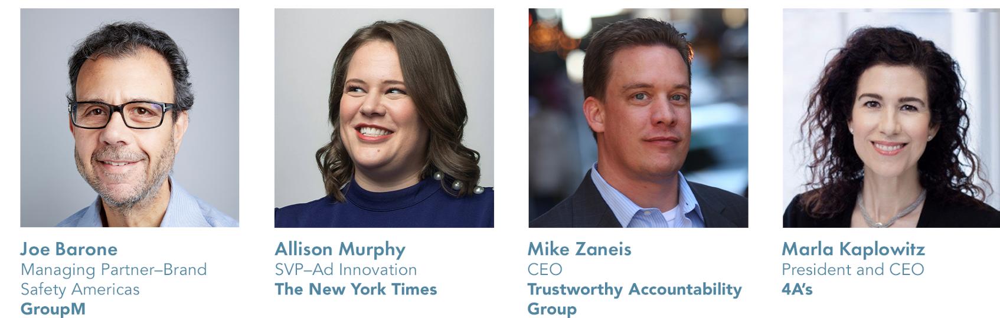 Joe Barone
Managing Partner–Brand
Safety Americas
GroupM
Allison Murphy
SVP–Ad Innovation
The New York Times
Mike Zaneis
CEO
Trustworthy Accountability
Group
Marla Kaplowitz
President and CEO
4A’s